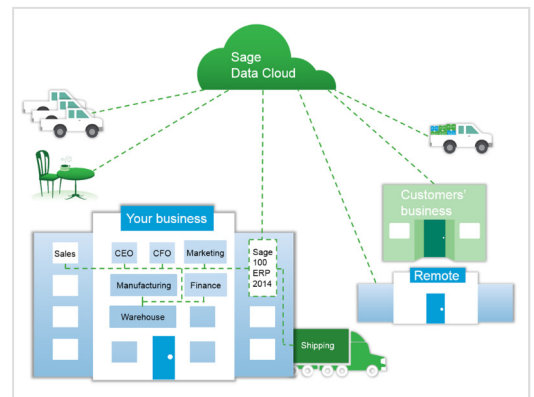 Sage
Data Cloud
Customers'
business
Your business
Remote
Sales
CEO
CFO
Marketing
Sage
100
ERP
2014
Manufacturing
Finance
Warehouse
Shipping